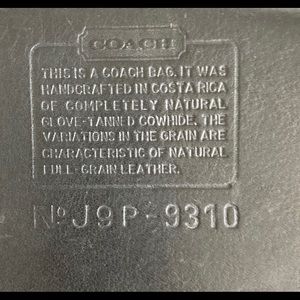 COACH
THIS IS A COACH BAG. IT WAS
HANDCRAFTED IN COSTA RICA
OF COMPLETELY NATURAL
GLOVE-TANNED COWHIDE. THE
VARIATIONS IN THE GRAIN ARE
CHARACTERISTIC OF NATURAL
FULL-GRAIN LEATHER.
No J9P-9310